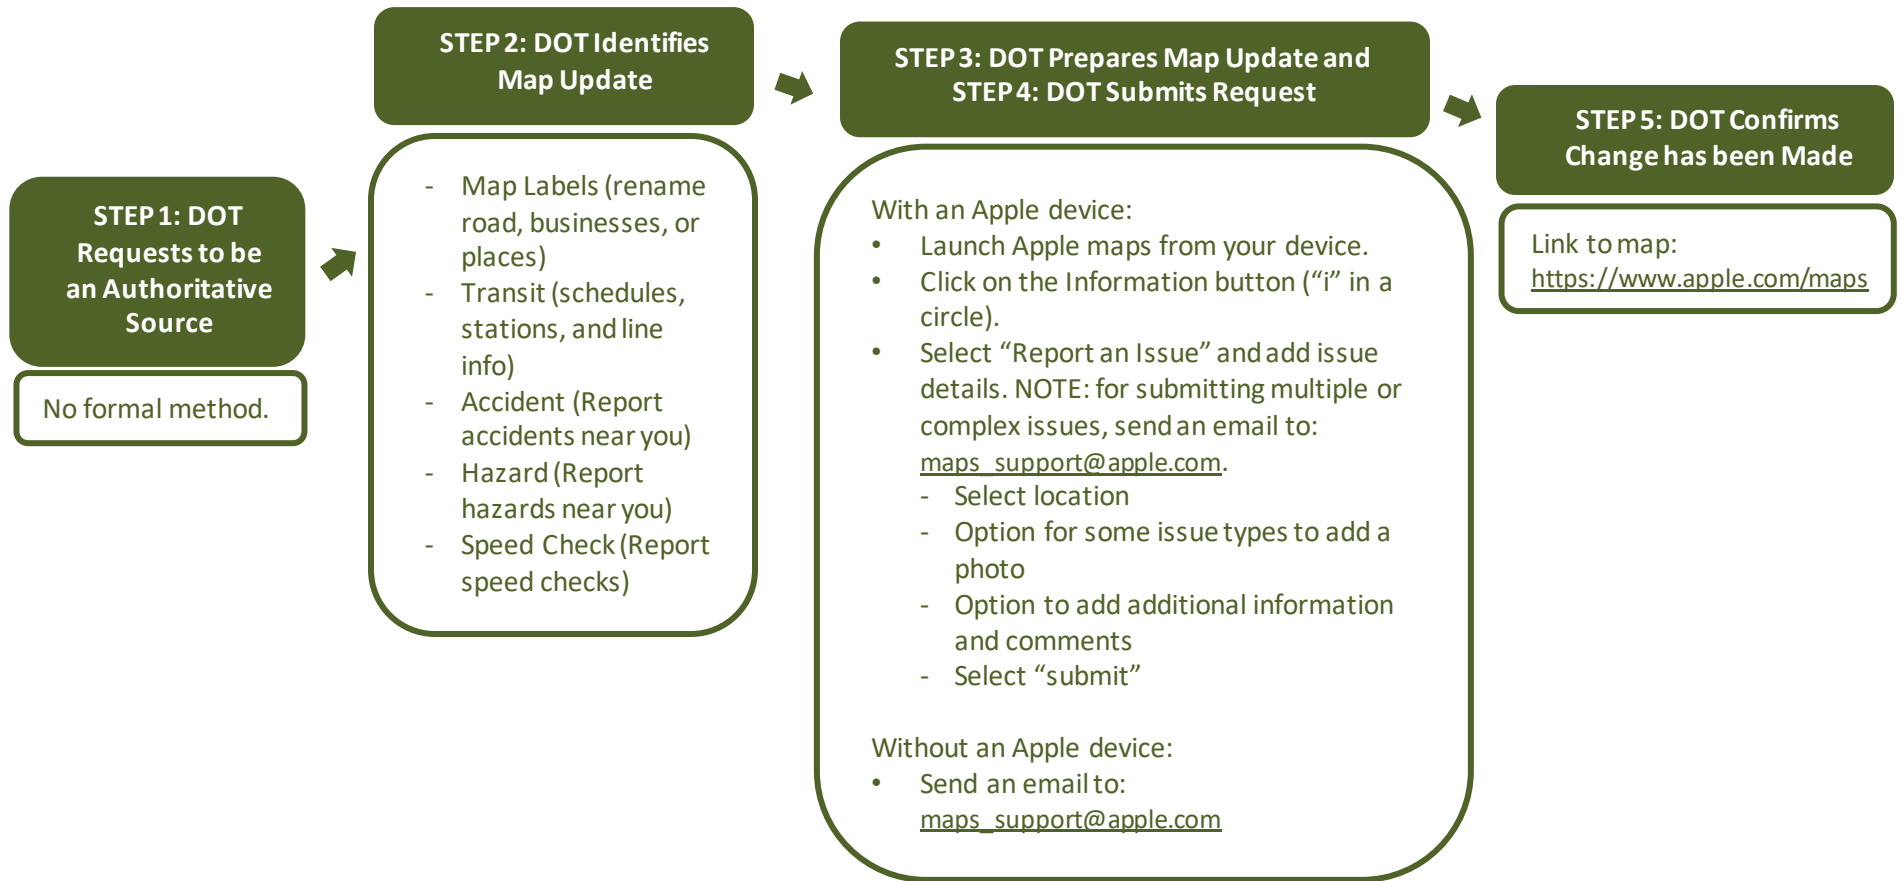 STEP 1: DOT
Requests to be
an Authoritative
Source
No formal method.
STEP 2: DOT Identifies
Map Update
- Map Labels (rename
road, businesses, or
places)
- Transit (schedules,
stations, and line
info)
- Accident (Report
accidents near you)
- Hazard (Report
hazards near you)
- Speed Check (Report
speed checks)
STEP 3: DOT Prepares Map Update and
STEP 4: DOT Submits Request
With an Apple device:
• Launch Apple maps from your device.
• Click on the Information button (“i” in a
circle).
• Select “Report an Issue” and add issue
details. NOTE: for submitting multiple or
complex issues, send an email to:
maps_support@apple.com.
- Select location
- Option for some issue types to add a
photo
- Option to add additional information
and comments
- Select “submit”
Without an Apple device:
• Send an email to:
maps_support@apple.com
STEP 5: DOT Confirms
Change has been Made
Link to map:
https://www.apple.com/maps